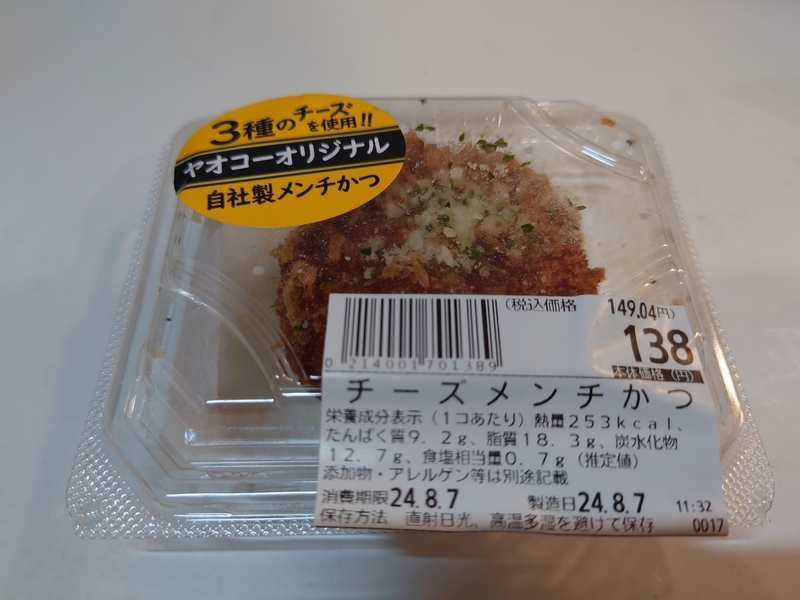 3種のチーズを使用!!
ヤオコーオリジナル
自社製メンチかつ
(税込価格 149.04円)
138
本体価格(円)
0214001701389
チーズメンチかつ
栄養成分表示(1コあたり)熱量253kcal、
たんぱく質9.2g、脂質18.3g、炭水化物
12.7g、食塩相当量0.7g(推定値)
添加物・アレルゲン等は別途記載
消費期限24.8.7 製造日24.8.7 11:32
保存方法 直射日光、高温多湿を避けて保存 0017